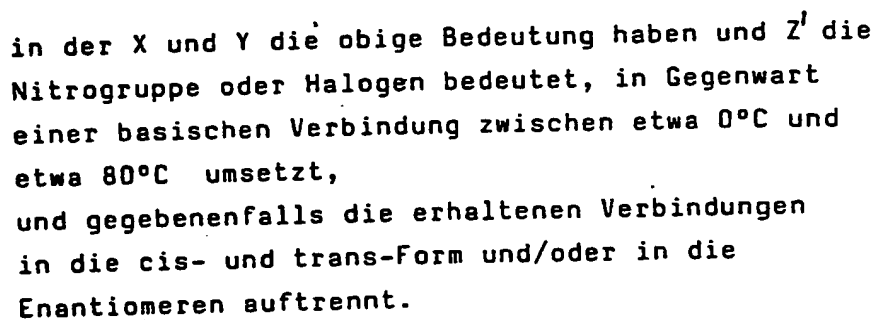 in der X und Y die obige Bedeutung haben und Z' die
Nitrogruppe oder Halogen bedeutet, in Gegenwart
einer basischen Verbindung zwischen etwa 0°C und
etwa 80°C umsetzt,
und gegebenenfalls die erhaltenen Verbindungen
in die cis- und trans-Form und/oder in die
Enantiomeren auftrennt.